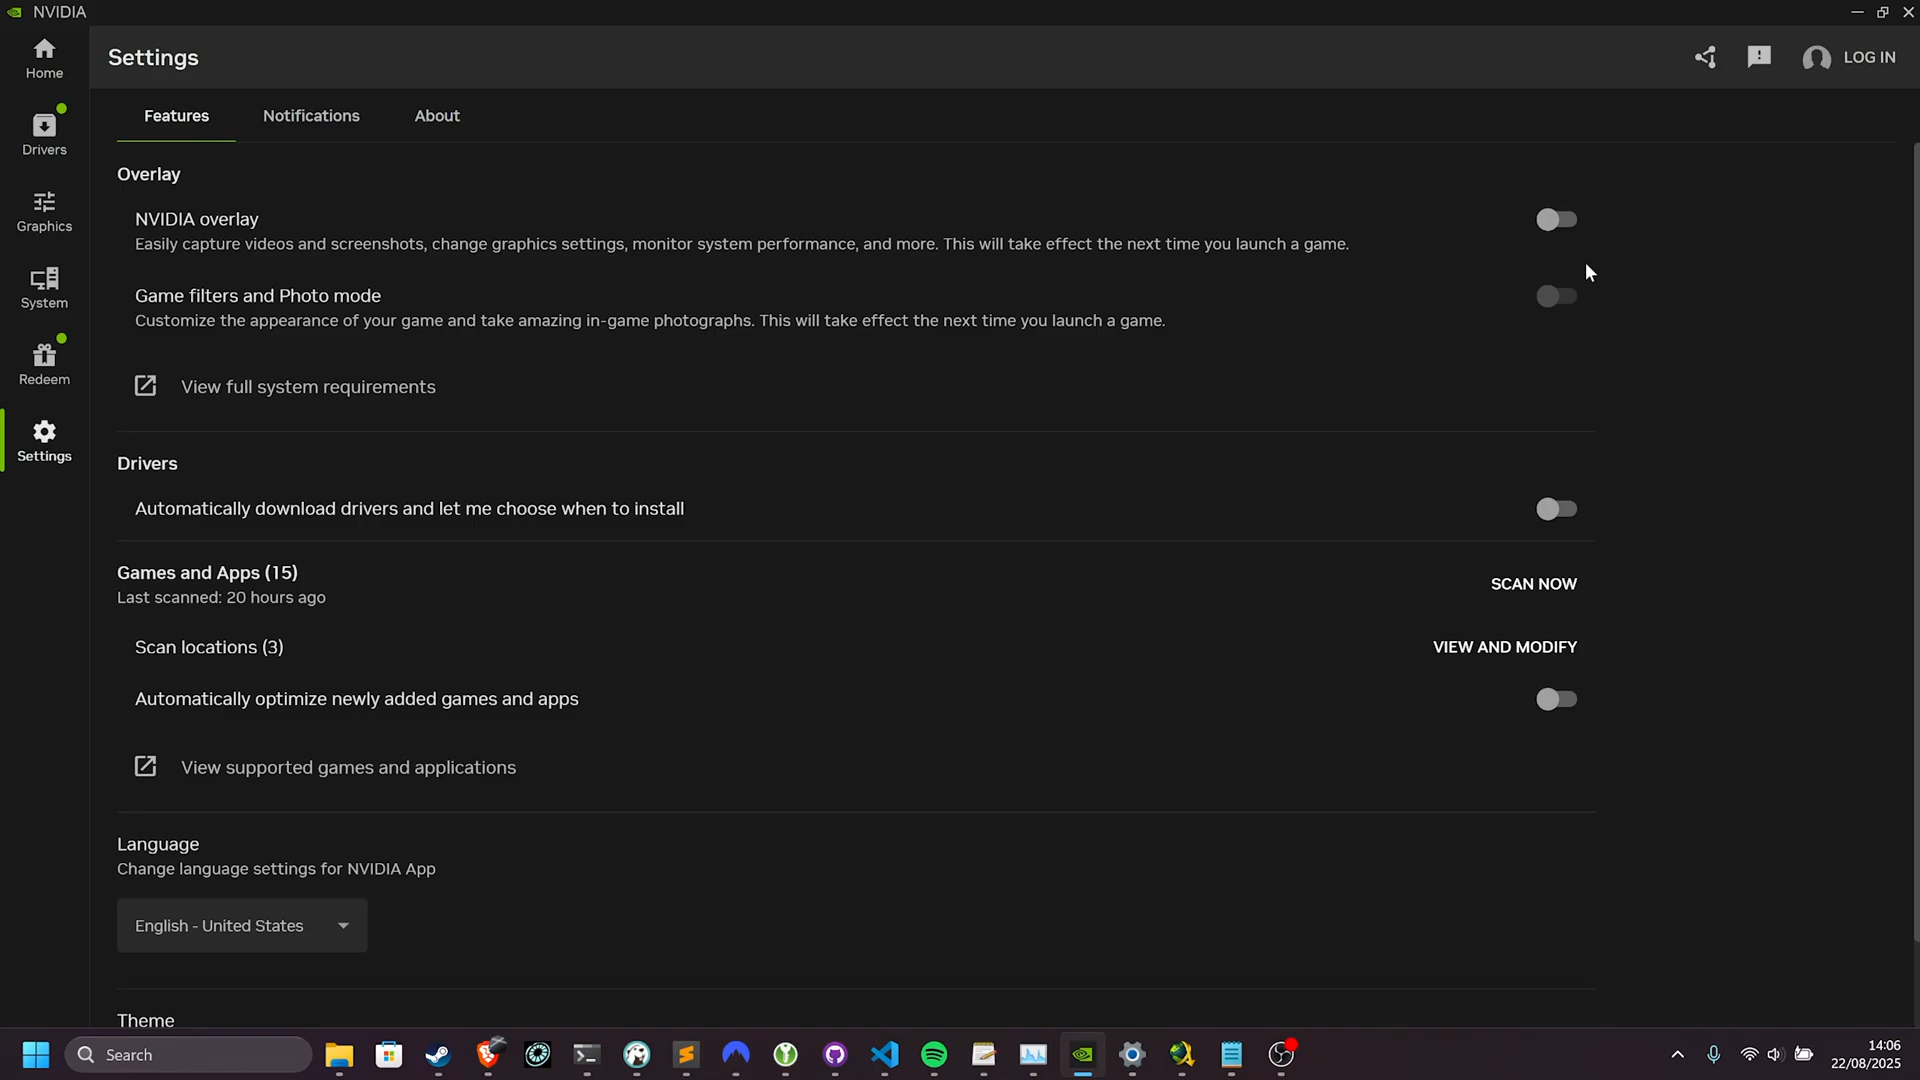 NVIDIA
Settings
LOG IN
Home
Drivers
Graphics
System
Redeem
Settings
Features
Notifications
About
Overlay
NVIDIA overlay
Easily capture videos and screenshots, change graphics settings, monitor system performance, and more. This will take effect the next time you launch a game.
Game filters and Photo mode
Customize the appearance of your game and take amazing in-game photographs. This will take effect the next time you launch a game.
View full system requirements
Drivers
Automatically download drivers and let me choose when to install
Games and Apps (15)
Last scanned: 20 hours ago
SCAN NOW
Scan locations (3)
VIEW AND MODIFY
Automatically optimize newly added games and apps
View supported games and applications
Language
Change language settings for NVIDIA App
English - United States
Theme
Search
14:06
22/08/2025